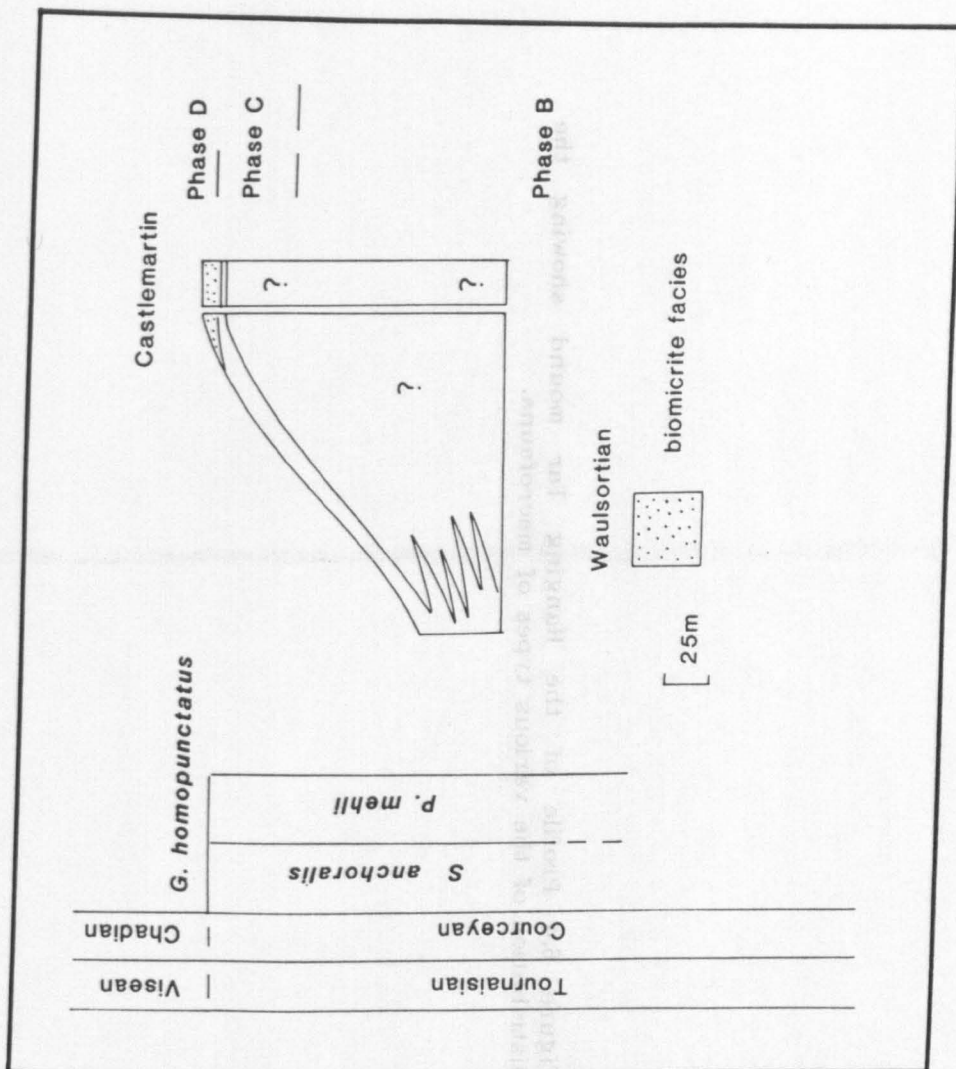 Castlemartin
Phase D
Phase C
Phase B
?
?
?
G. homopunctatus
P. mehli
S anchoralis
Chadian
Courceyan
Visean
Tournaisian
Waulsortian
biomicrite facies
25m